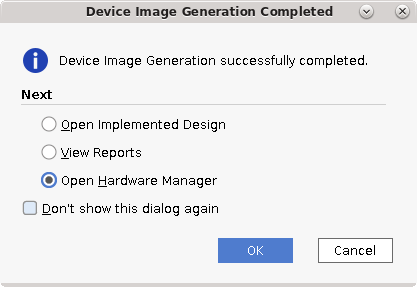 Device Image Generation Completed
Device Image Generation successfully completed.
Next
Open Implemented Design
View Reports
Open Hardware Manager
Don't show this dialog again
OK
Cancel